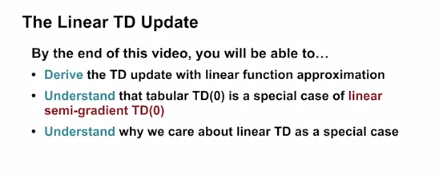 The Linear TD Update
By the end of this video, you will be able to…
• Derive the TD update with linear function approximation
• Understand that tabular TD(0) is a special case of linear
semi-gradient TD(0)
• Understand why we care about linear TD as a special case